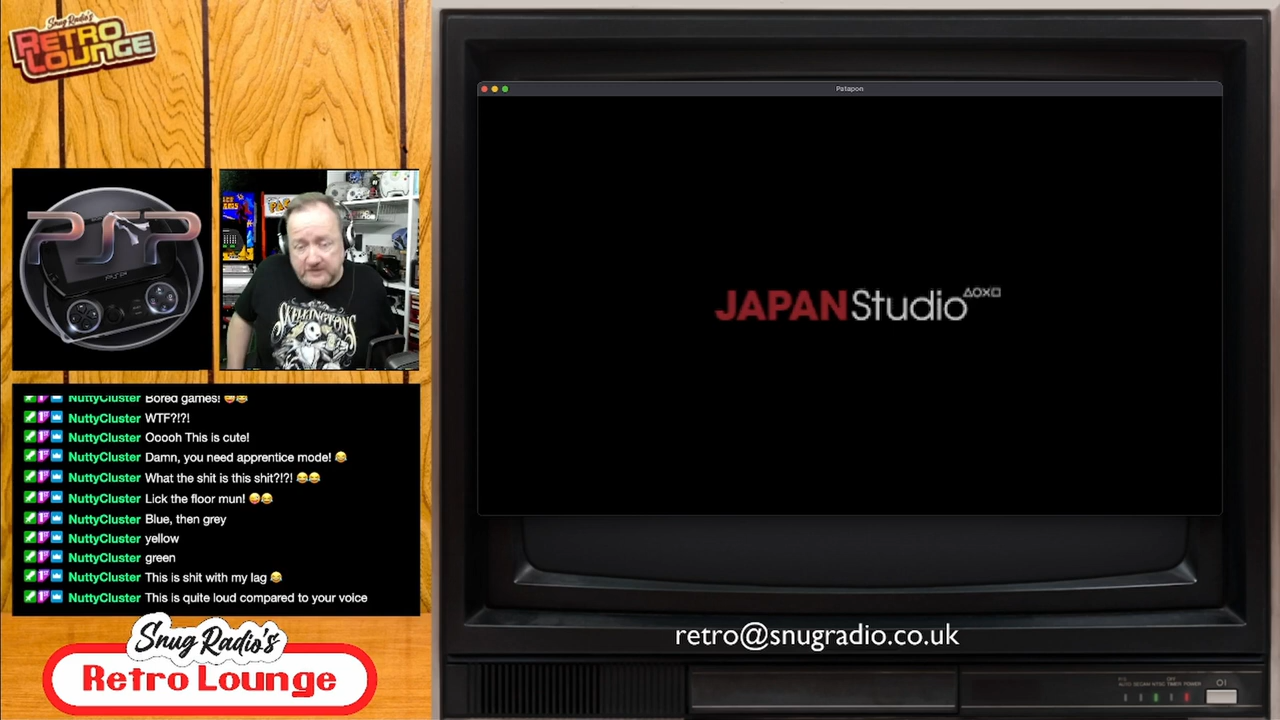 Snug Radio's
RETRO
LOUNGE
Patapon
PSP
JAPANStudio
NuttyCluster Bored games! 😜😂
NuttyCluster WTF?!?!
NuttyCluster Ooooh This is cute!
NuttyCluster Damn, you need apprentice mode! 😂
NuttyCluster What the shit is this shit?!?! 😂😂
NuttyCluster Lick the floor mun! 😜😂
NuttyCluster Blue, then grey
NuttyCluster yellow
NuttyCluster green
NuttyCluster This is shit with my lag 😂
NuttyCluster This is quite loud compared to your voice
Snug Radio's
Retro Lounge
retro@snugradio.co.uk